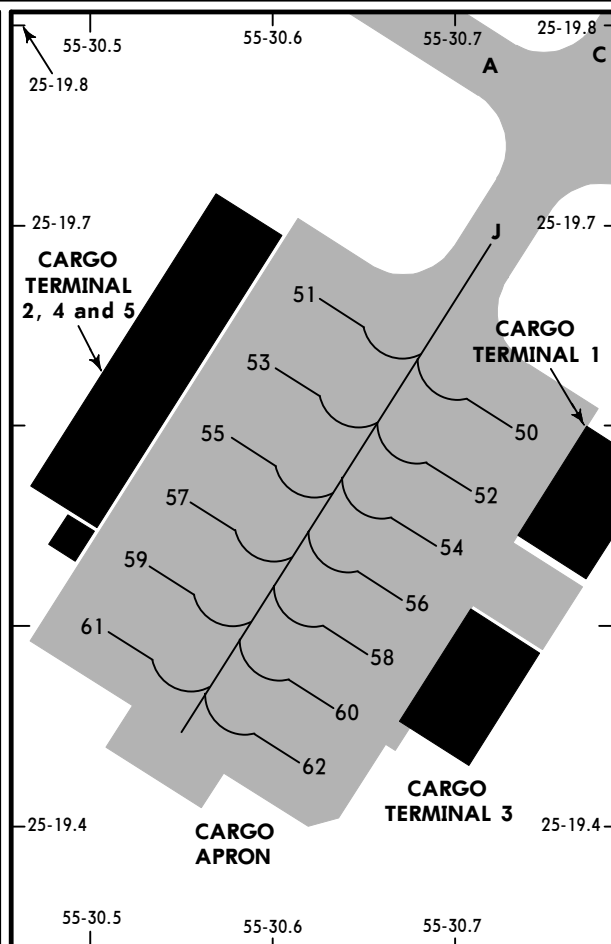 55-30.5
55-30.6
55-30.7
25-19.8
25-19.8
A
C
25-19.7
25-19.7
J
CARGO
TERMINAL
2, 4 and 5
51
CARGO
TERMINAL 1
53
50
55
52
57
54
59
56
61
58
60
62
CARGO
TERMINAL 3
25-19.4
25-19.4
CARGO
APRON
55-30.5
55-30.6
55-30.7